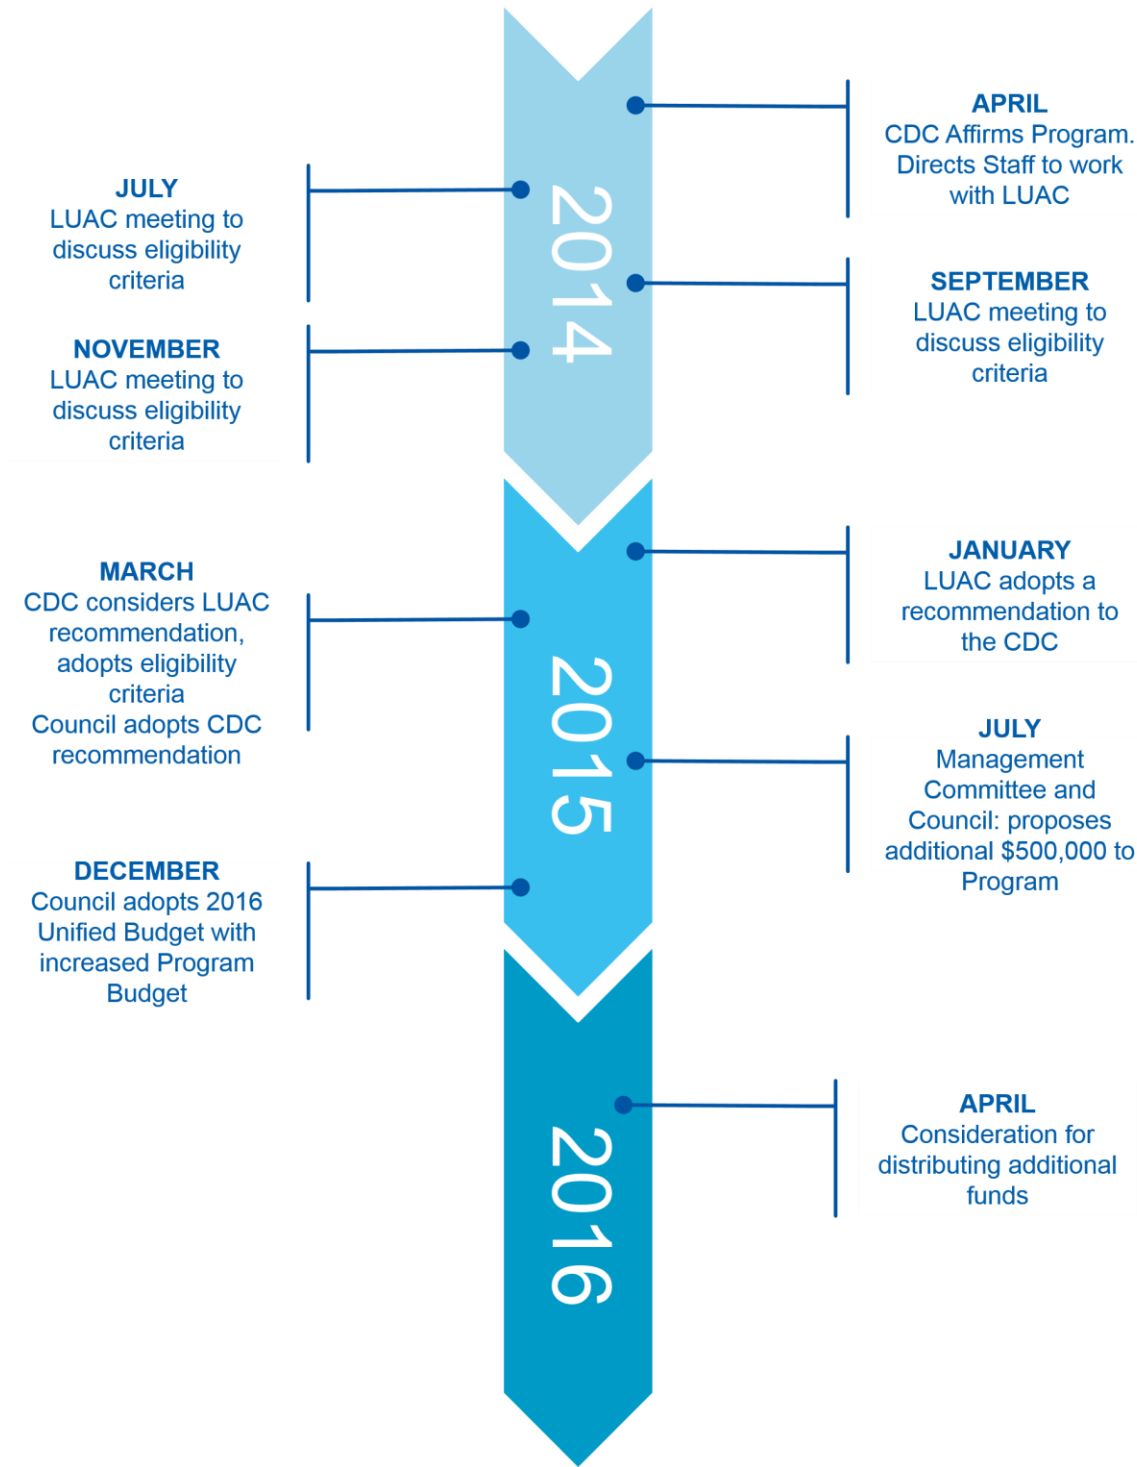 2014
APRIL
CDC Affirms Program.
Directs Staff to work
with LUAC
JULY
LUAC meeting to
discuss eligibility
criteria
SEPTEMBER
LUAC meeting to
discuss eligibility
criteria
NOVEMBER
LUAC meeting to
discuss eligibility
criteria
2015
JANUARY
LUAC adopts a
recommendation to
the CDC
MARCH
CDC considers LUAC
recommendation,
adopts eligibility
criteria
Council adopts CDC
recommendation
JULY
Management
Committee and
Council: proposes
additional $500,000 to
Program
DECEMBER
Council adopts 2016
Unified Budget with
increased Program
Budget
2016
APRIL
Consideration for
distributing additional
funds